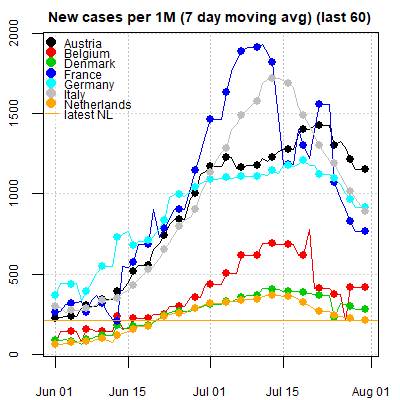 New cases per 1M (7 day moving avg) (last 60)
2000
1500
1000
500
0
Austria
Belgium
Denmark
France
Germany
Italy
Netherlands
latest NL
Jun 01
Jun 15
Jul 01
Jul 15
Aug 01